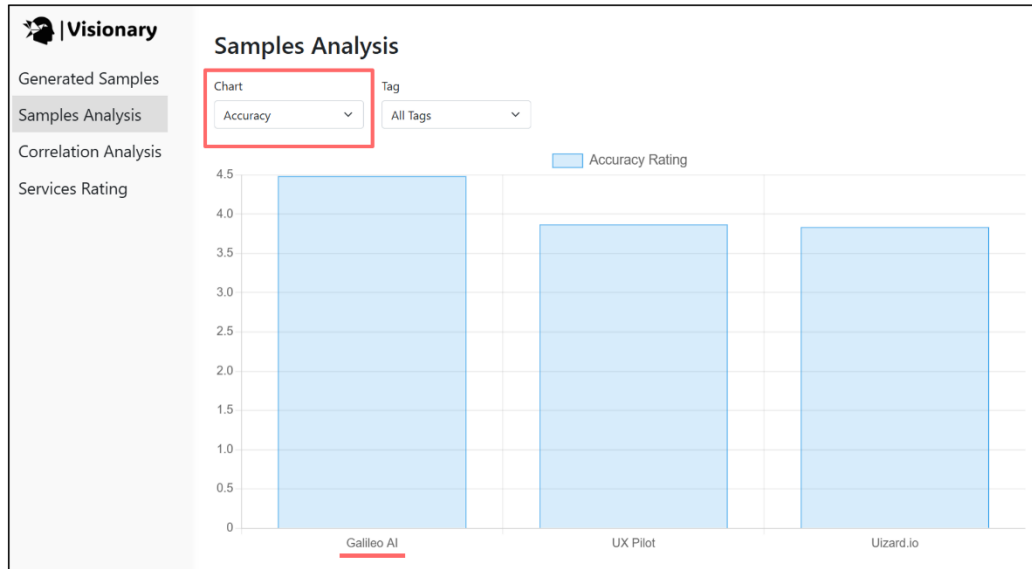 |Visionary
Generated Samples
Samples Analysis
Correlation Analysis
Services Rating
Samples Analysis
Chart
Tag
Accuracy
All Tags
Accuracy Rating
4.5
4.0
3.5
3.0
2.5
2.0
1.5
1.0
0.5
0
Galileo AI
UX Pilot
Uizard.io